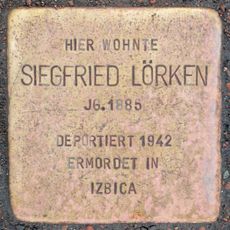 HIER WOHNTE
SIEGFRIED LÖRKEN
JG. 1885
DEPORTIERT 1942
ERMORDET IN
IZBICA